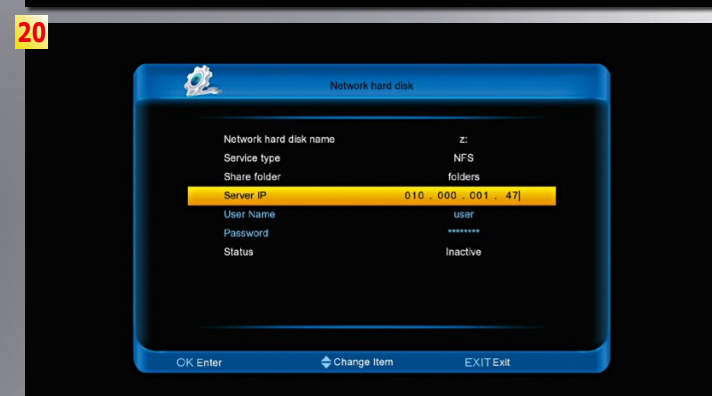 20
Network hard disk
Network hard disk name z:
Service type NFS
Share folder folders
Server IP 010 . 000 . 001 . 47|
User Name user
Password ********
Status Inactive
OK Enter Change Item EXIT Exit